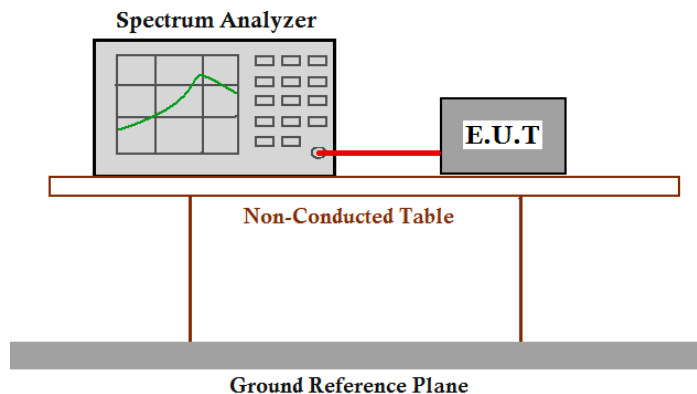 Spectrum Analyzer
E.U.T
Non-Conducted Table
Ground Reference Plane